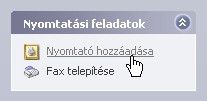 Nyomtatási feladatok
Nyomtató hozzáadása
Fax telepítése